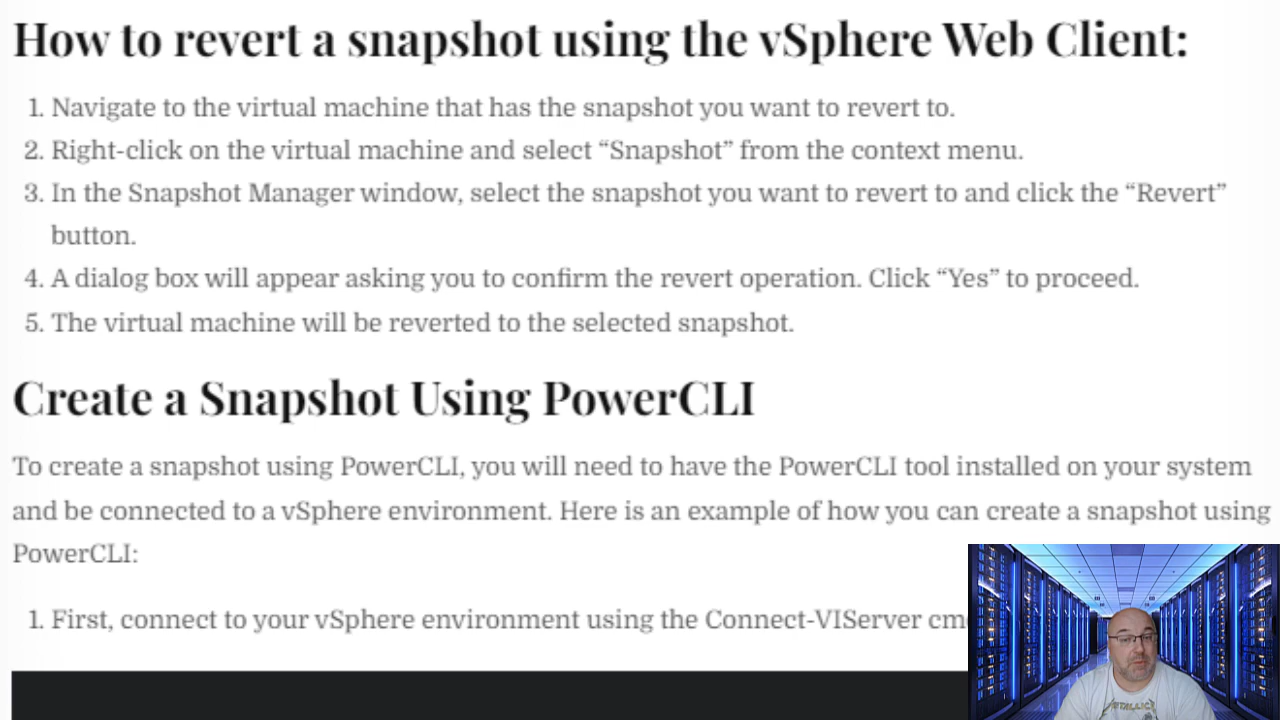 How to revert a snapshot using the vSphere Web Client:
1. Navigate to the virtual machine that has the snapshot you want to revert to.
2. Right-click on the virtual machine and select “Snapshot” from the context menu.
3. In the Snapshot Manager window, select the snapshot you want to revert to and click the “Revert”
button.
4. A dialog box will appear asking you to confirm the revert operation. Click “Yes” to proceed.
5. The virtual machine will be reverted to the selected snapshot.
Create a Snapshot Using PowerCLI
To create a snapshot using PowerCLI, you will need to have the PowerCLI tool installed on your system
and be connected to a vSphere environment. Here is an example of how you can create a snapshot using
PowerCLI:
1. First, connect to your vSphere environment using the Connect-VIServer